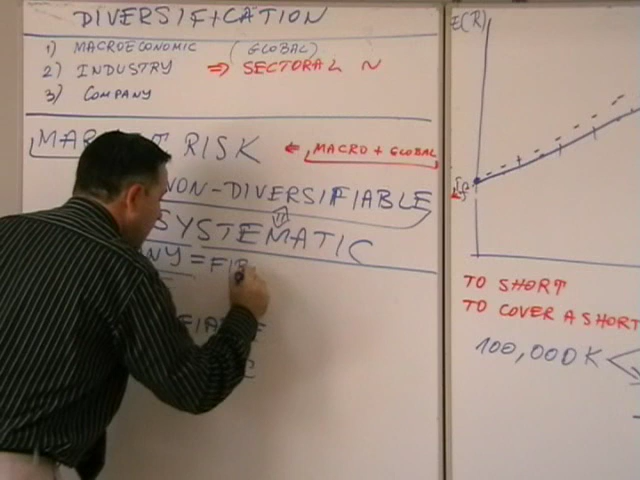 DIVERSIFICATION
1) MACROECONOMIC (GLOBAL)
2) INDUSTRY ⇒ SECTORAL ~
3) COMPANY
RISK ← MACRO + GLOBAL
NON-DIVERSIFIABLE
SYSTEMATIC
= FIR
E(R)
TO SHORT
TO COVER A SHORT
100,000K <